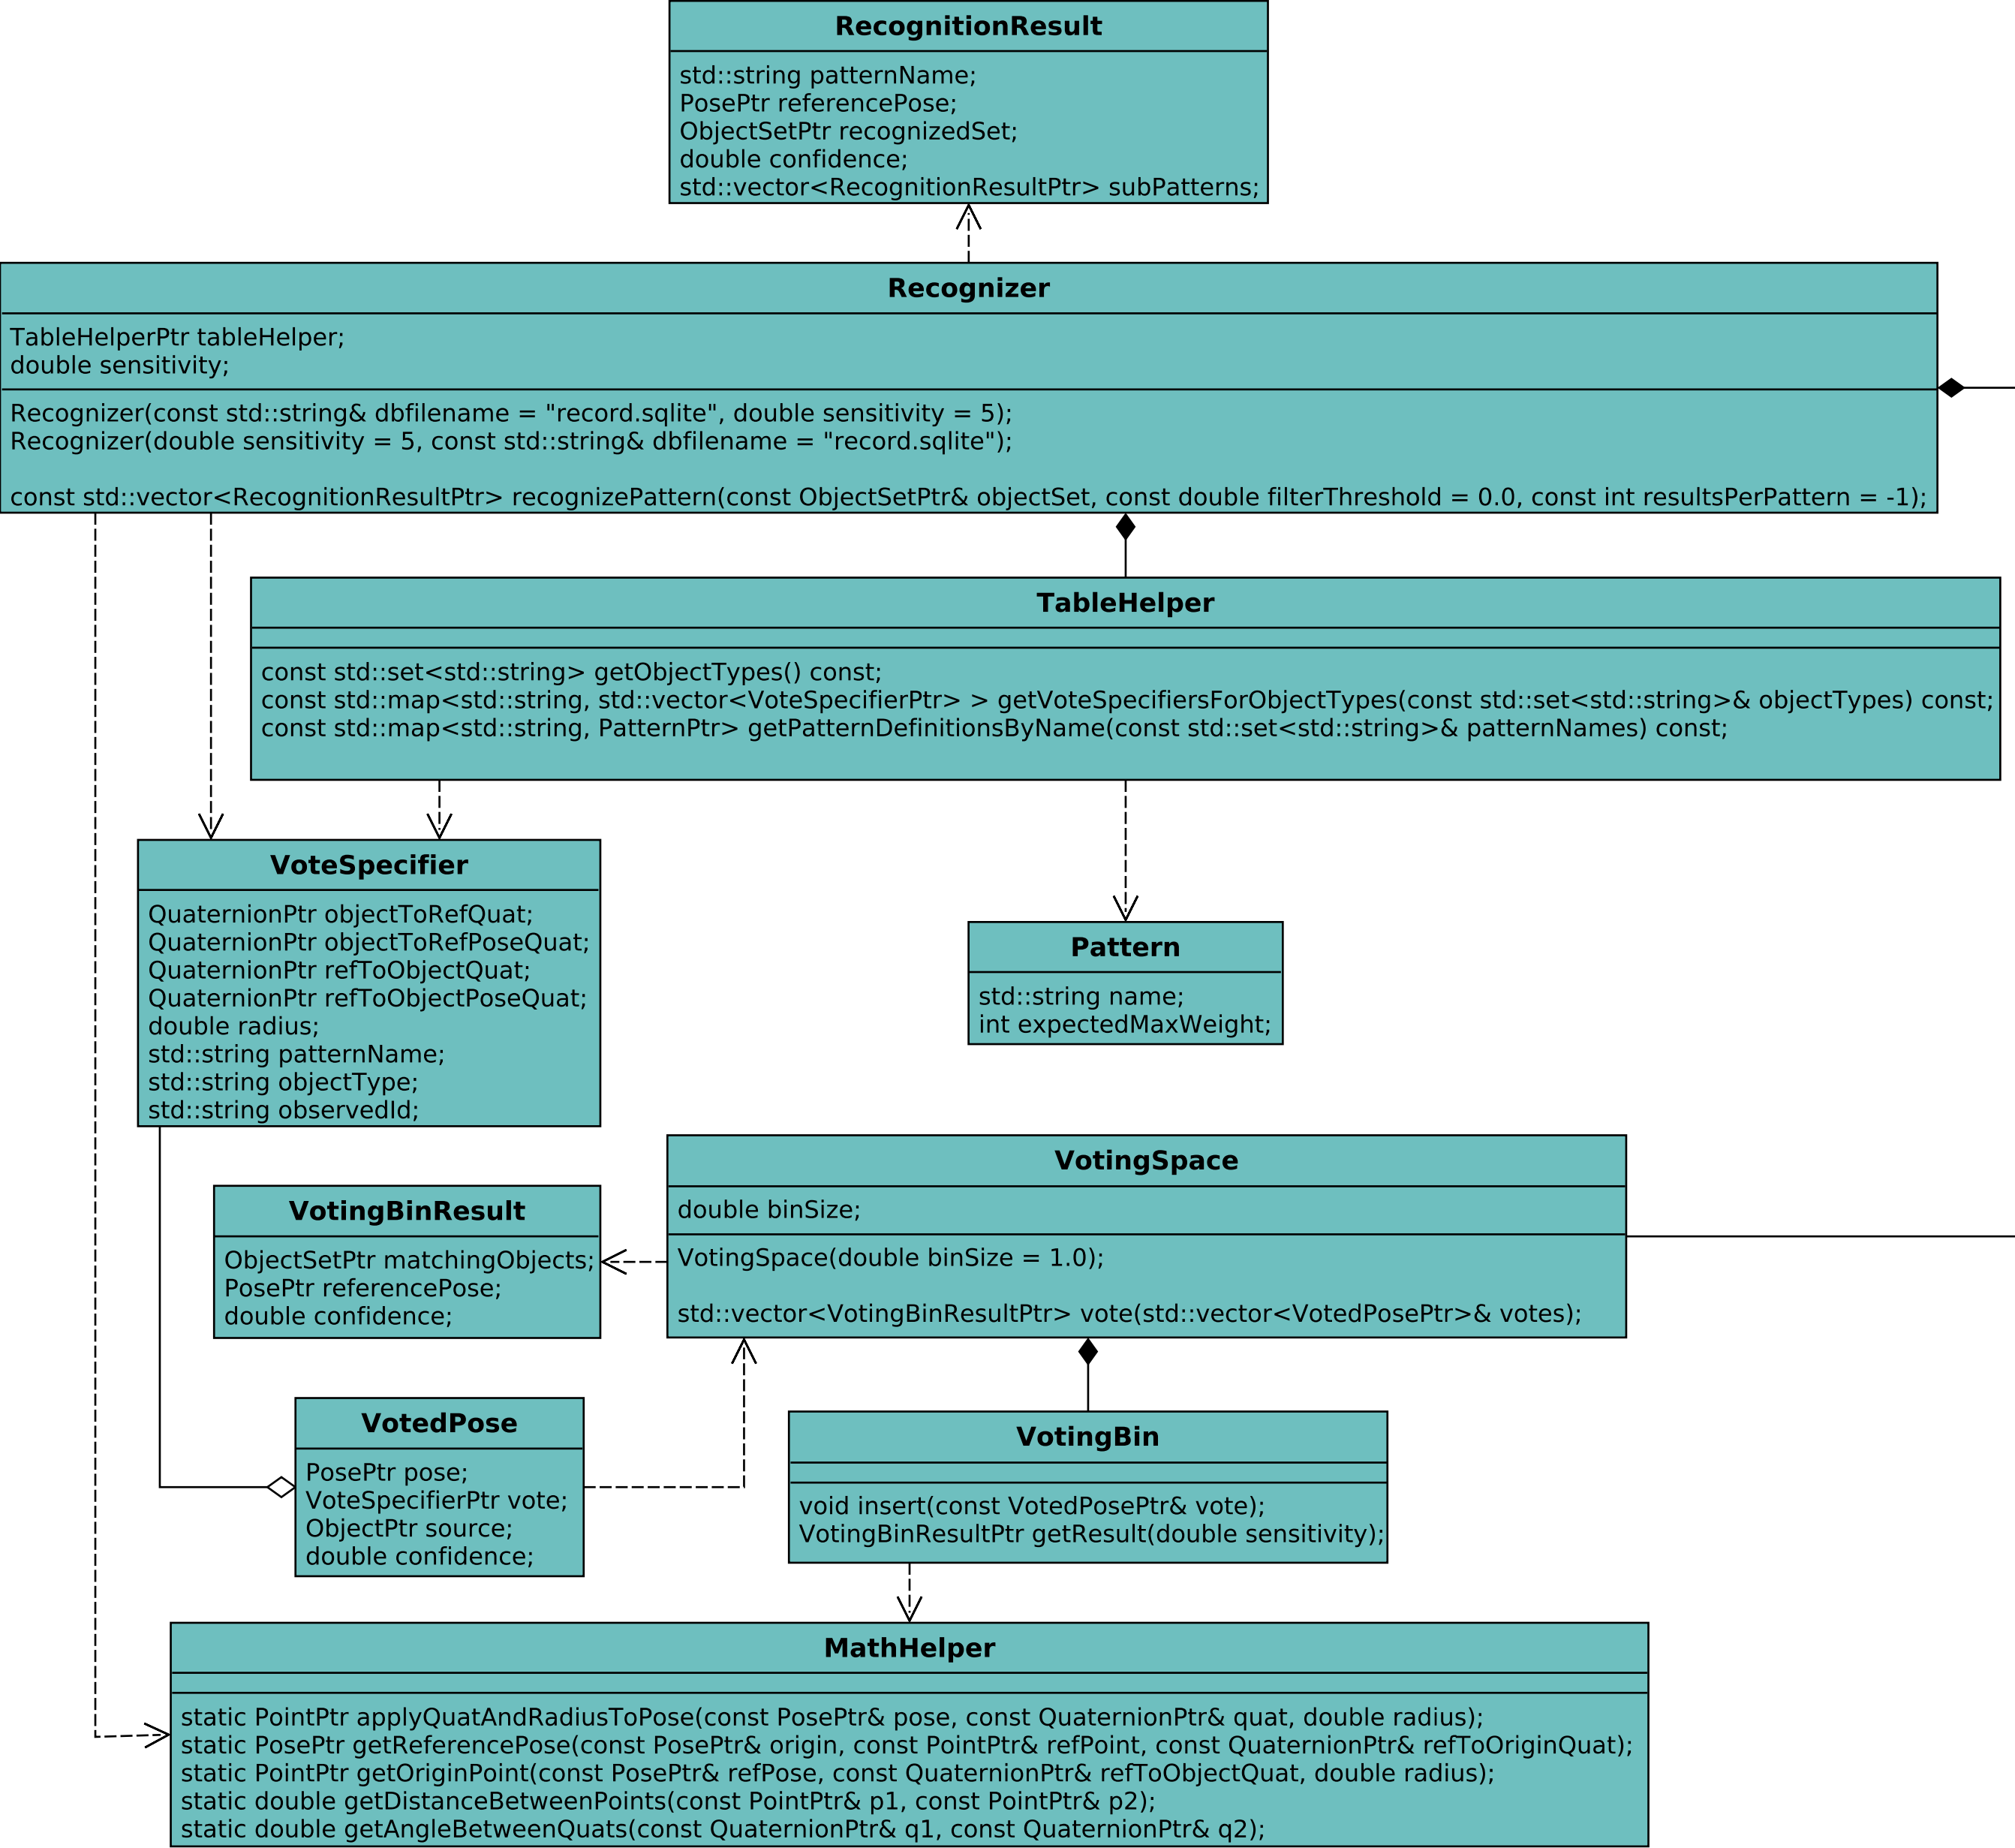 RecognitionResult
std::string patternName;
PosePtr referencePose;
ObjectSetPtr recognizedSet;
double confidence;
std::vector<RecognitionResultPtr> subPatterns;
Recognizer
TableHelperPtr tableHelper;
double sensitivity;
Recognizer(const std::string& dbfilename = "record.sqlite", double sensitivity = 5);
Recognizer(double sensitivity = 5, const std::string& dbfilename = "record.sqlite");
const std::vector<RecognitionResultPtr> recognizePattern(const ObjectSetPtr& objectSet, const double filterThreshold = 0.0, const int resultsPerPattern = -1);
TableHelper
const std::set<std::string> getObjectTypes() const;
const std::map<std::string, std::vector<VoteSpecifierPtr> > getVoteSpecifiersForObjectTypes(const std::set<std::string>& objectTypes) const;
const std::map<std::string, PatternPtr> getPatternDefinitionsByName(const std::set<std::string>& patternNames) const;
VoteSpecifier
QuaternionPtr objectToRefQuat;
QuaternionPtr objectToRefPoseQuat;
QuaternionPtr refToObjectQuat;
QuaternionPtr refToObjectPoseQuat;
double radius;
std::string patternName;
std::string objectType;
std::string observedId;
Pattern
std::string name;
int expectedMaxWeight;
VotingSpace
double binSize;
VotingSpace(double binSize = 1.0);
std::vector<VotingBinResultPtr> vote(std::vector<VotedPosePtr>& votes);
VotingBinResult
ObjectSetPtr matchingObjects;
PosePtr referencePose;
double confidence;
VotedPose
PosePtr pose;
VoteSpecifierPtr vote;
ObjectPtr source;
double confidence;
VotingBin
void insert(const VotedPosePtr& vote);
VotingBinResultPtr getResult(double sensitivity);
MathHelper
static PointPtr applyQuatAndRadiusToPose(const PosePtr& pose, const QuaternionPtr& quat, double radius);
static PosePtr getReferencePose(const PosePtr& origin, const PointPtr& refPoint, const QuaternionPtr& refToOriginQuat);
static PointPtr getOriginPoint(const PosePtr& refPose, const QuaternionPtr& refToObjectQuat, double radius);
static double getDistanceBetweenPoints(const PointPtr& p1, const PointPtr& p2);
static double getAngleBetweenQuats(const QuaternionPtr& q1, const QuaternionPtr& q2);